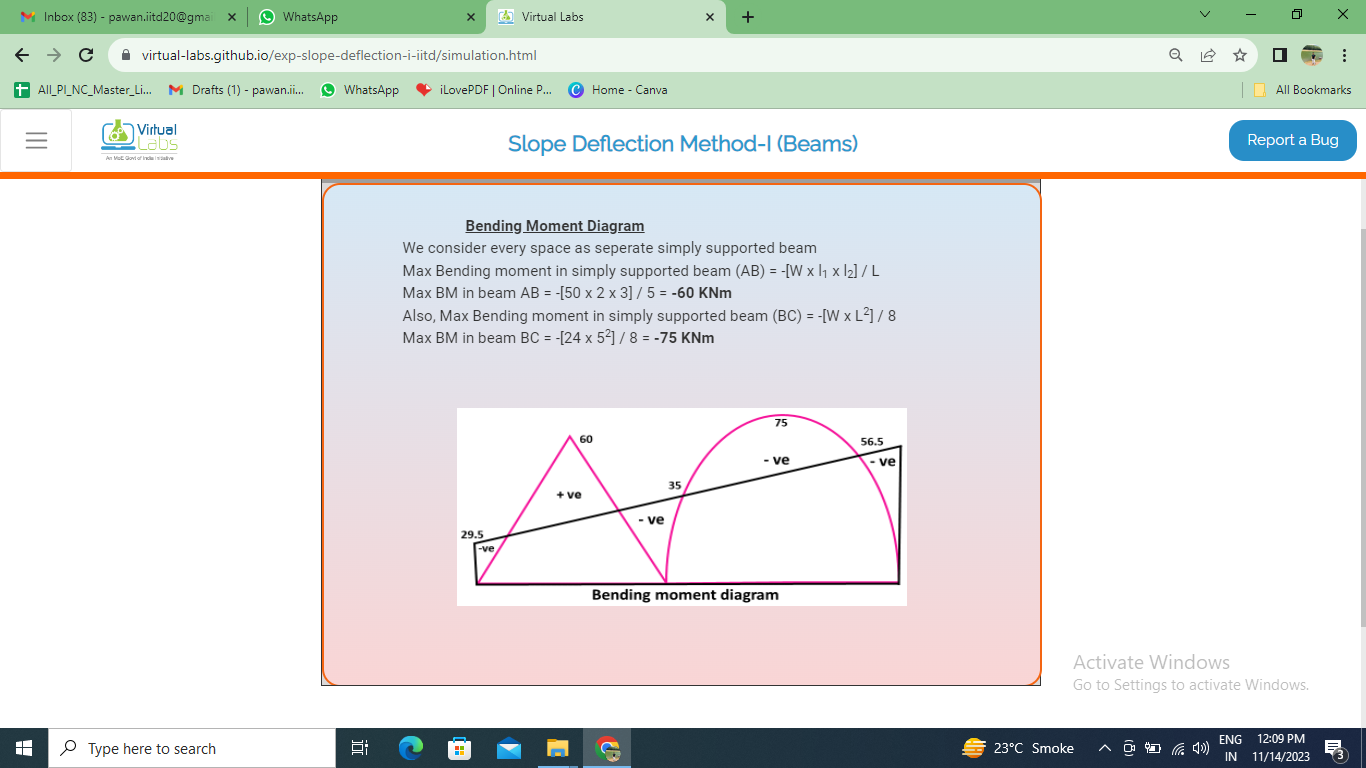 Inbox (83) - pawan.iitd20@gmai
WhatsApp
Virtual Labs
virtual-labs.github.io/exp-slope-deflection-i-iitd/simulation.html
All_PI_NC_Master_Li...
Drafts (1) - pawan.ii...
WhatsApp
iLovePDF | Online P...
Home - Canva
All Bookmarks
Virtual
Labs
An MoE Govt of India Initiative
Slope Deflection Method-I (Beams)
Report a Bug
Bending Moment Diagram
We consider every space as seperate simply supported beam
Max Bending moment in simply supported beam (AB) = -[W x l₁ x l₂] / L
Max BM in beam AB = -[50 x 2 x 3] / 5 = -60 KNm
Also, Max Bending moment in simply supported beam (BC) = -[W x L²] / 8
Max BM in beam BC = -[24 x 5²] / 8 = -75 KNm
75
60
56.5
- ve
- ve
35
+ ve
- ve
29.5
-ve
Bending moment diagram
Activate Windows
Go to Settings to activate Windows.
Type here to search
23°C Smoke
ENG
IN
12:09 PM
11/14/2023
3